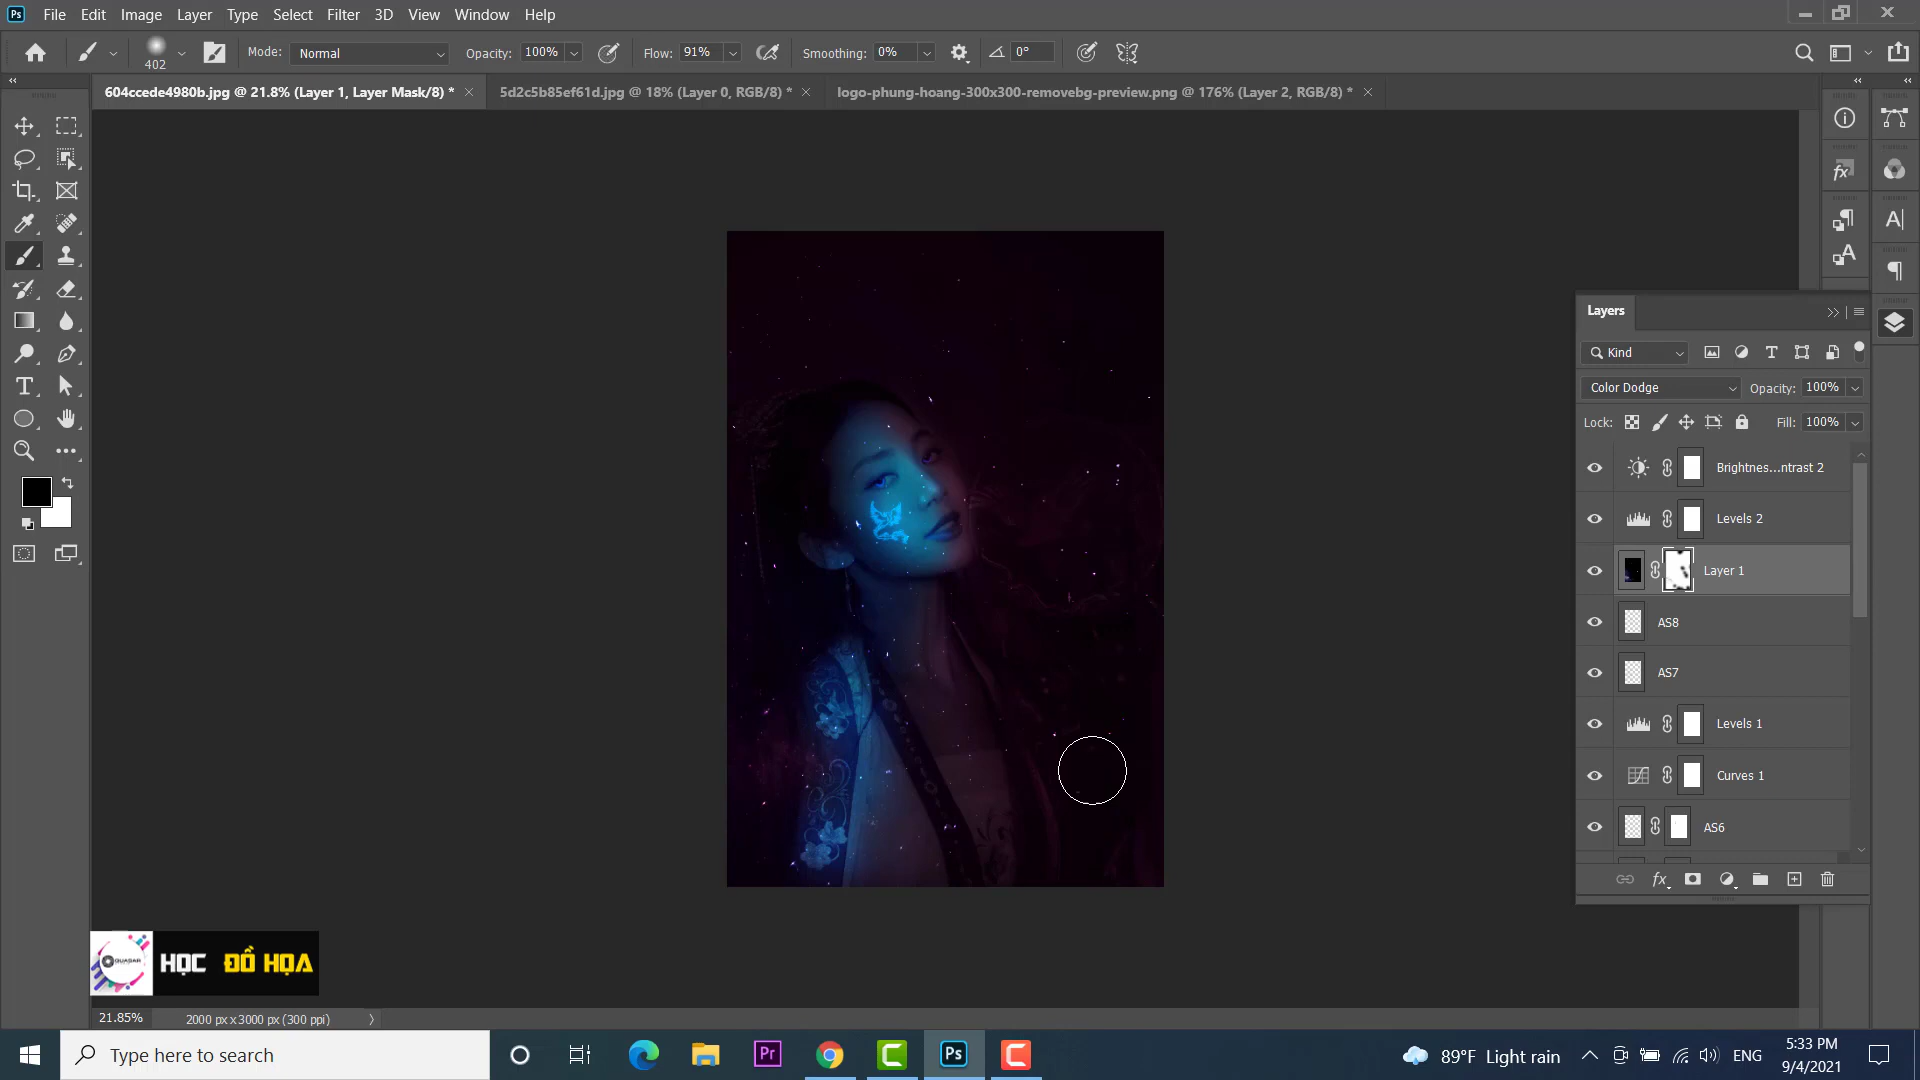 File Edit Image Layer Type Select Filter 3D View Window Help
402 Mode: Normal Opacity: 100% Flow: 91% Smoothing: 0% 0°
604ccede4980b.jpg @ 21.8% (Layer 1, Layer Mask/8) * 5d2c5b85ef61d.jpg @ 18% (Layer 0, RGB/8) * logo-phung-hoang-300x300-removebg-preview.png @ 176% (Layer 2, RGB/8) *
Layers
Kind
Color Dodge Opacity: 100%
Lock: Fill: 100%
Brightnes...ntrast 2
Levels 2
Layer 1
AS8
AS7
Levels 1
Curves 1
AS6
QUASAR
HỌC ĐỒ HỌA
21.85% 2000 px x 3000 px (300 ppi)
Type here to search
89°F Light rain ENG
5:33 PM
9/4/2021